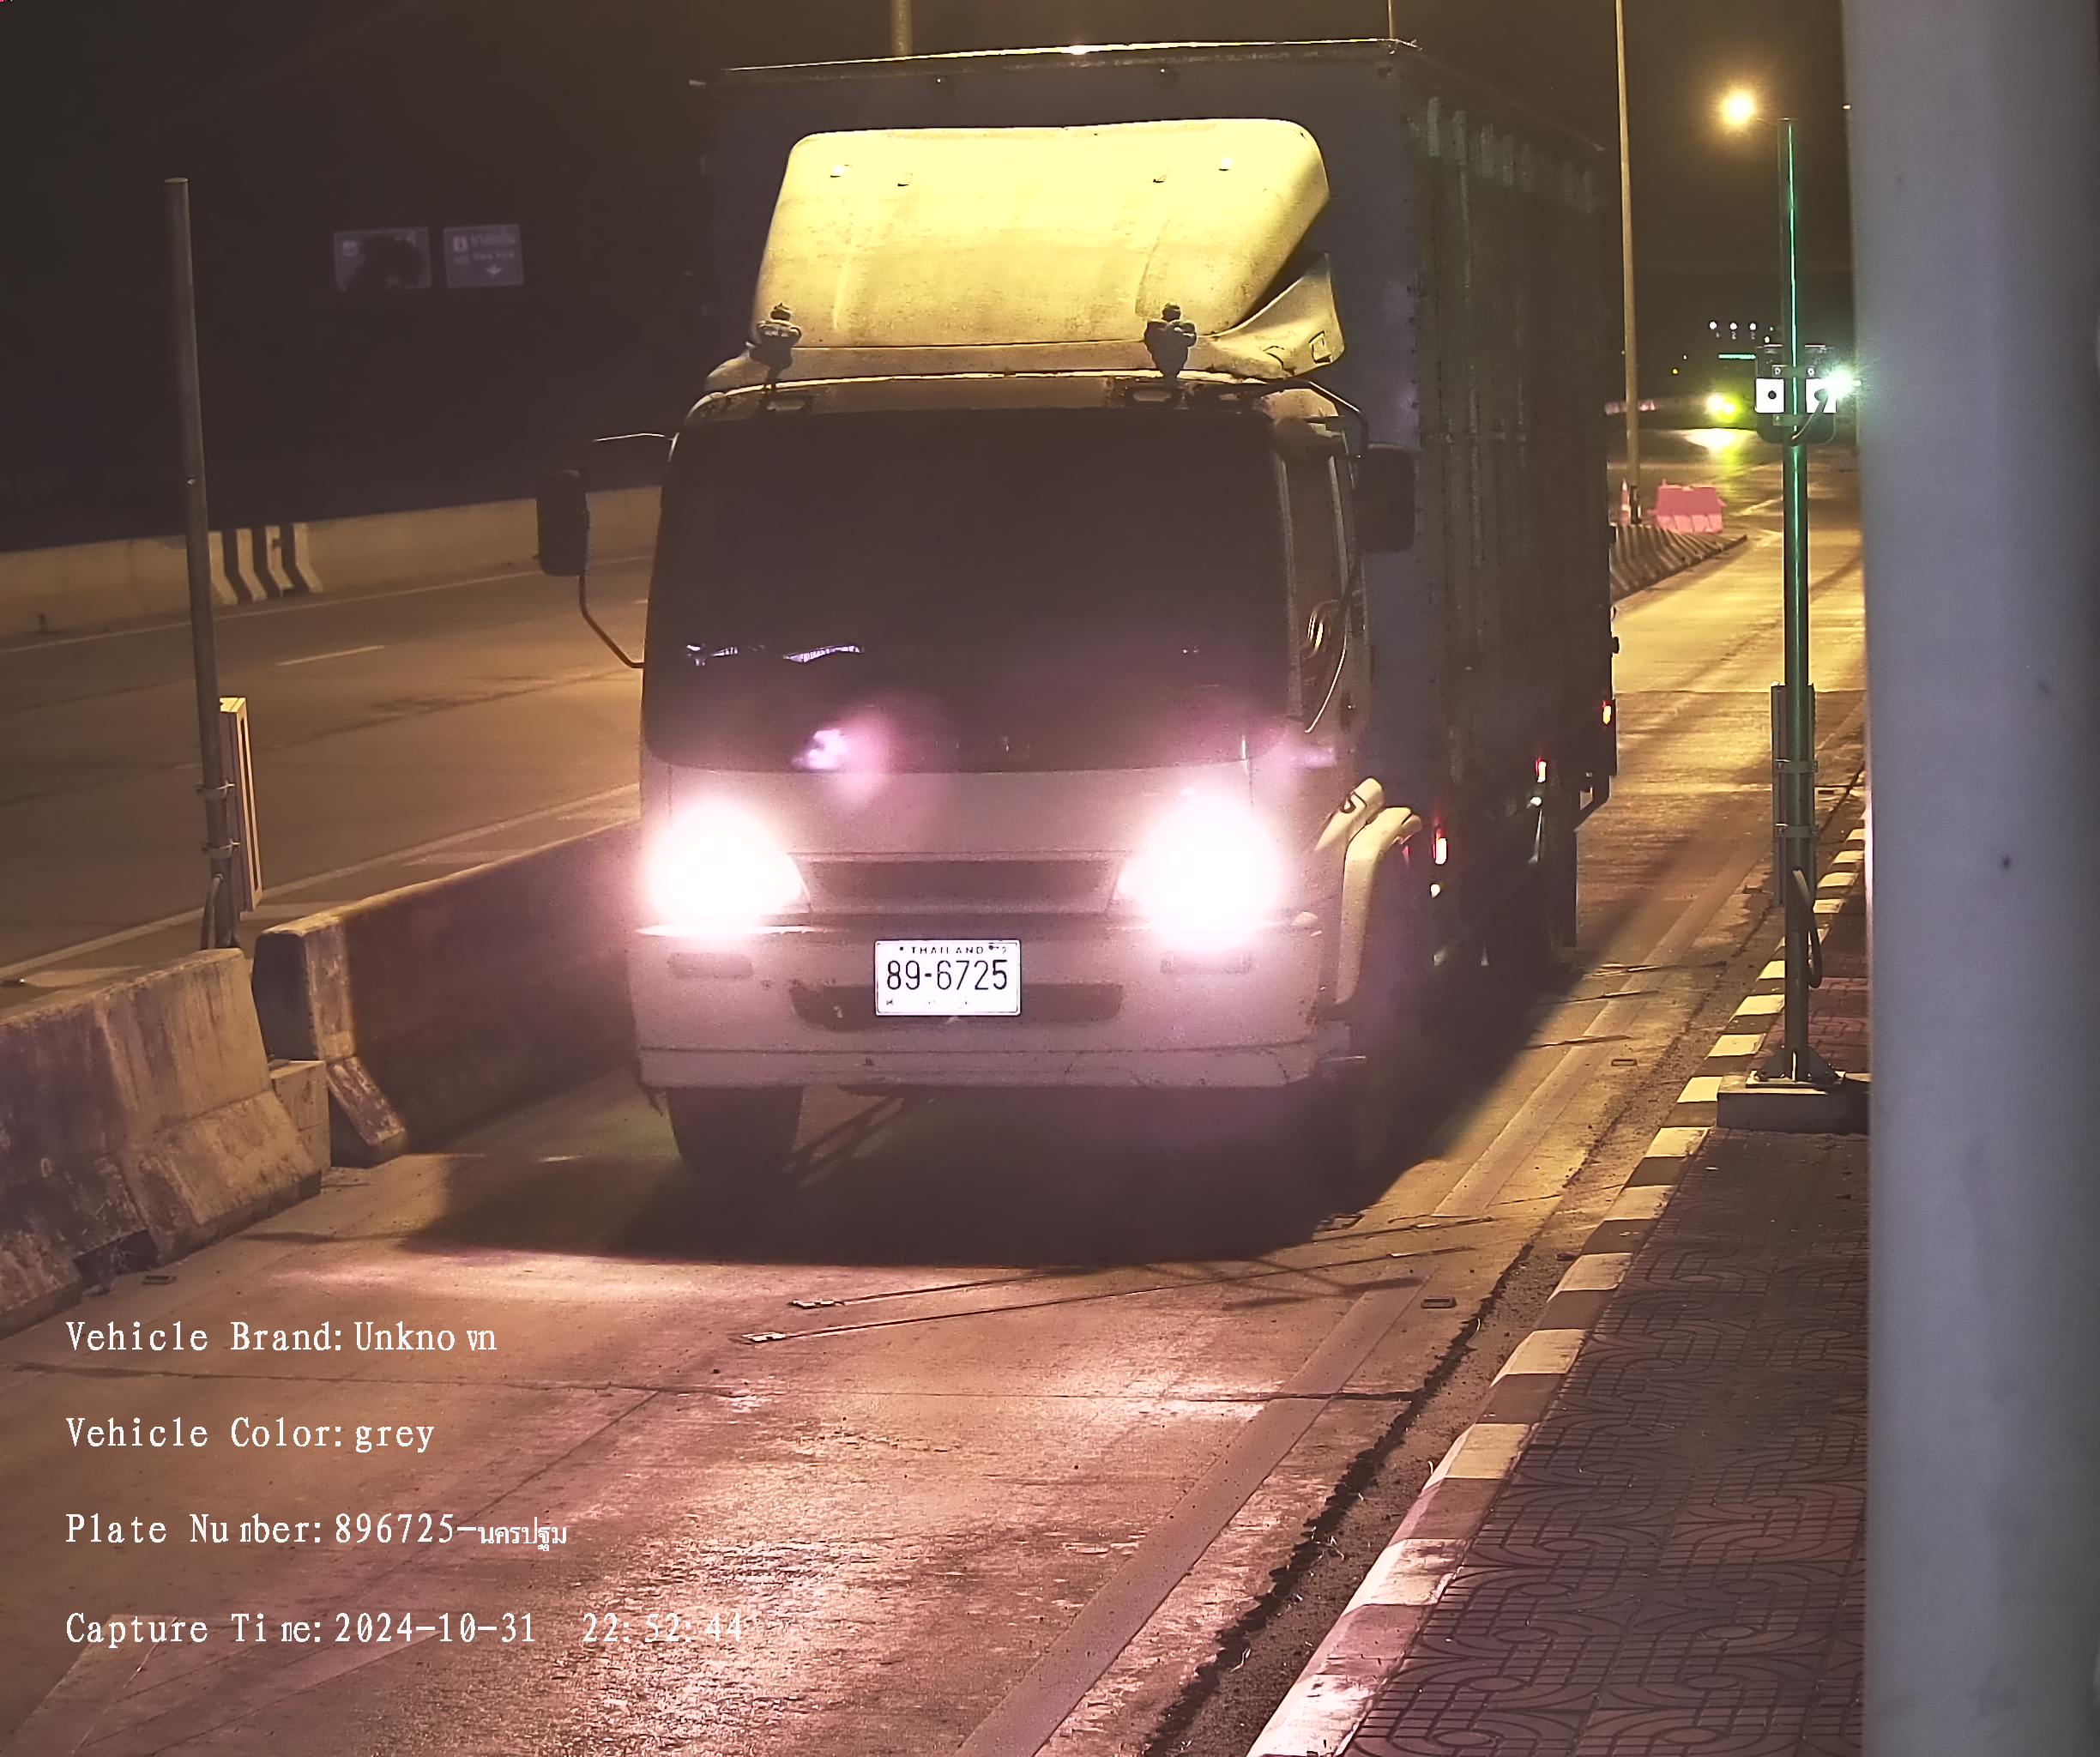 THAILAND
89-6725
Vehicle Brand:Unknown
Vehicle Color:grey
Plate Number:896725-นครปฐม
Capture Time:2024-10-31 22:52:44